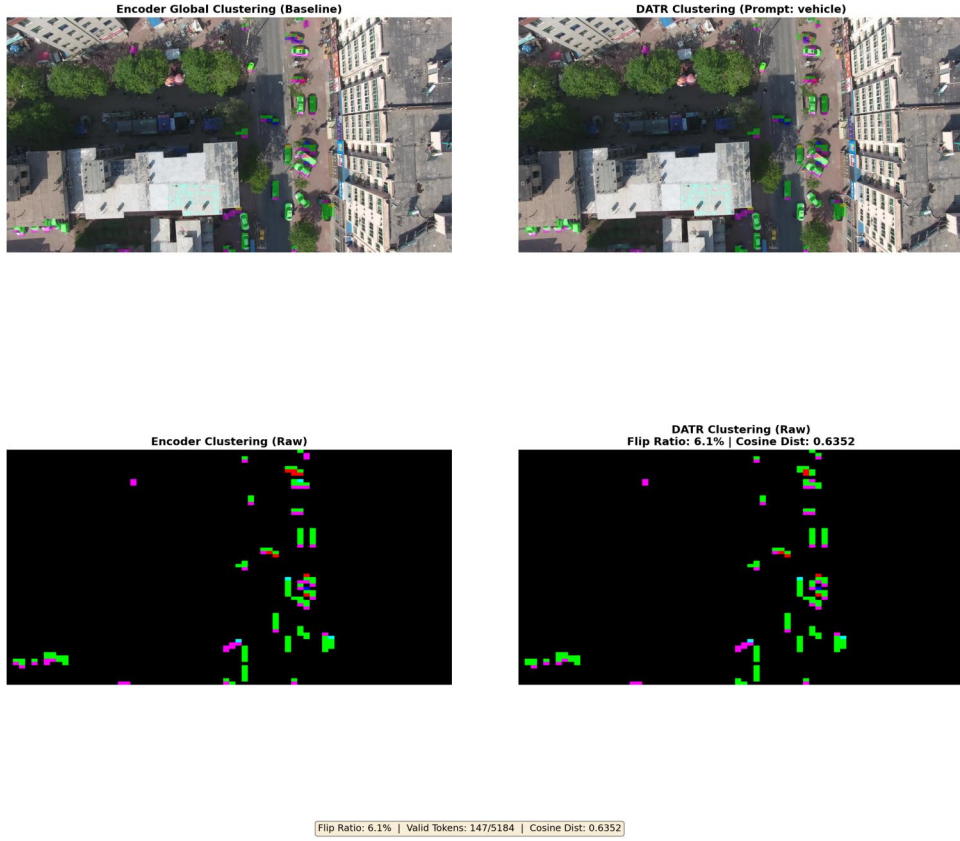 Encoder Global Clustering (Baseline)
DATR Clustering (Prompt: vehicle)
Encoder Clustering (Raw)
DATR Clustering (Raw)
Flip Ratio: 6.1% | Cosine Dist: 0.6352
Flip Ratio: 6.1% | Valid Tokens: 147/5184 | Cosine Dist: 0.6352